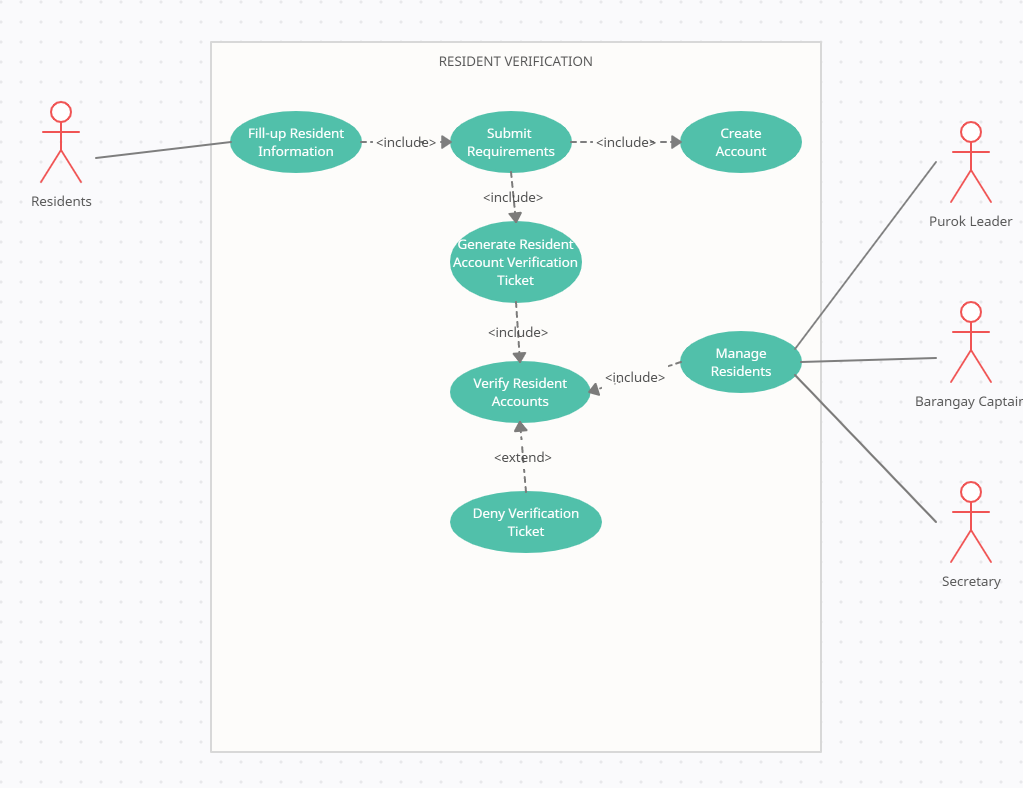 RESIDENT VERIFICATION
Fill-up Resident
Information
<include>
Submit
Requirements
<include>
Create
Account
Residents
Purok Leader
<include>
Generate Resident
Account Verification
Ticket
<include>
Manage
Residents
<include>
Verify Resident
Accounts
Barangay Captain
<extend>
Deny Verification
Ticket
Secretary